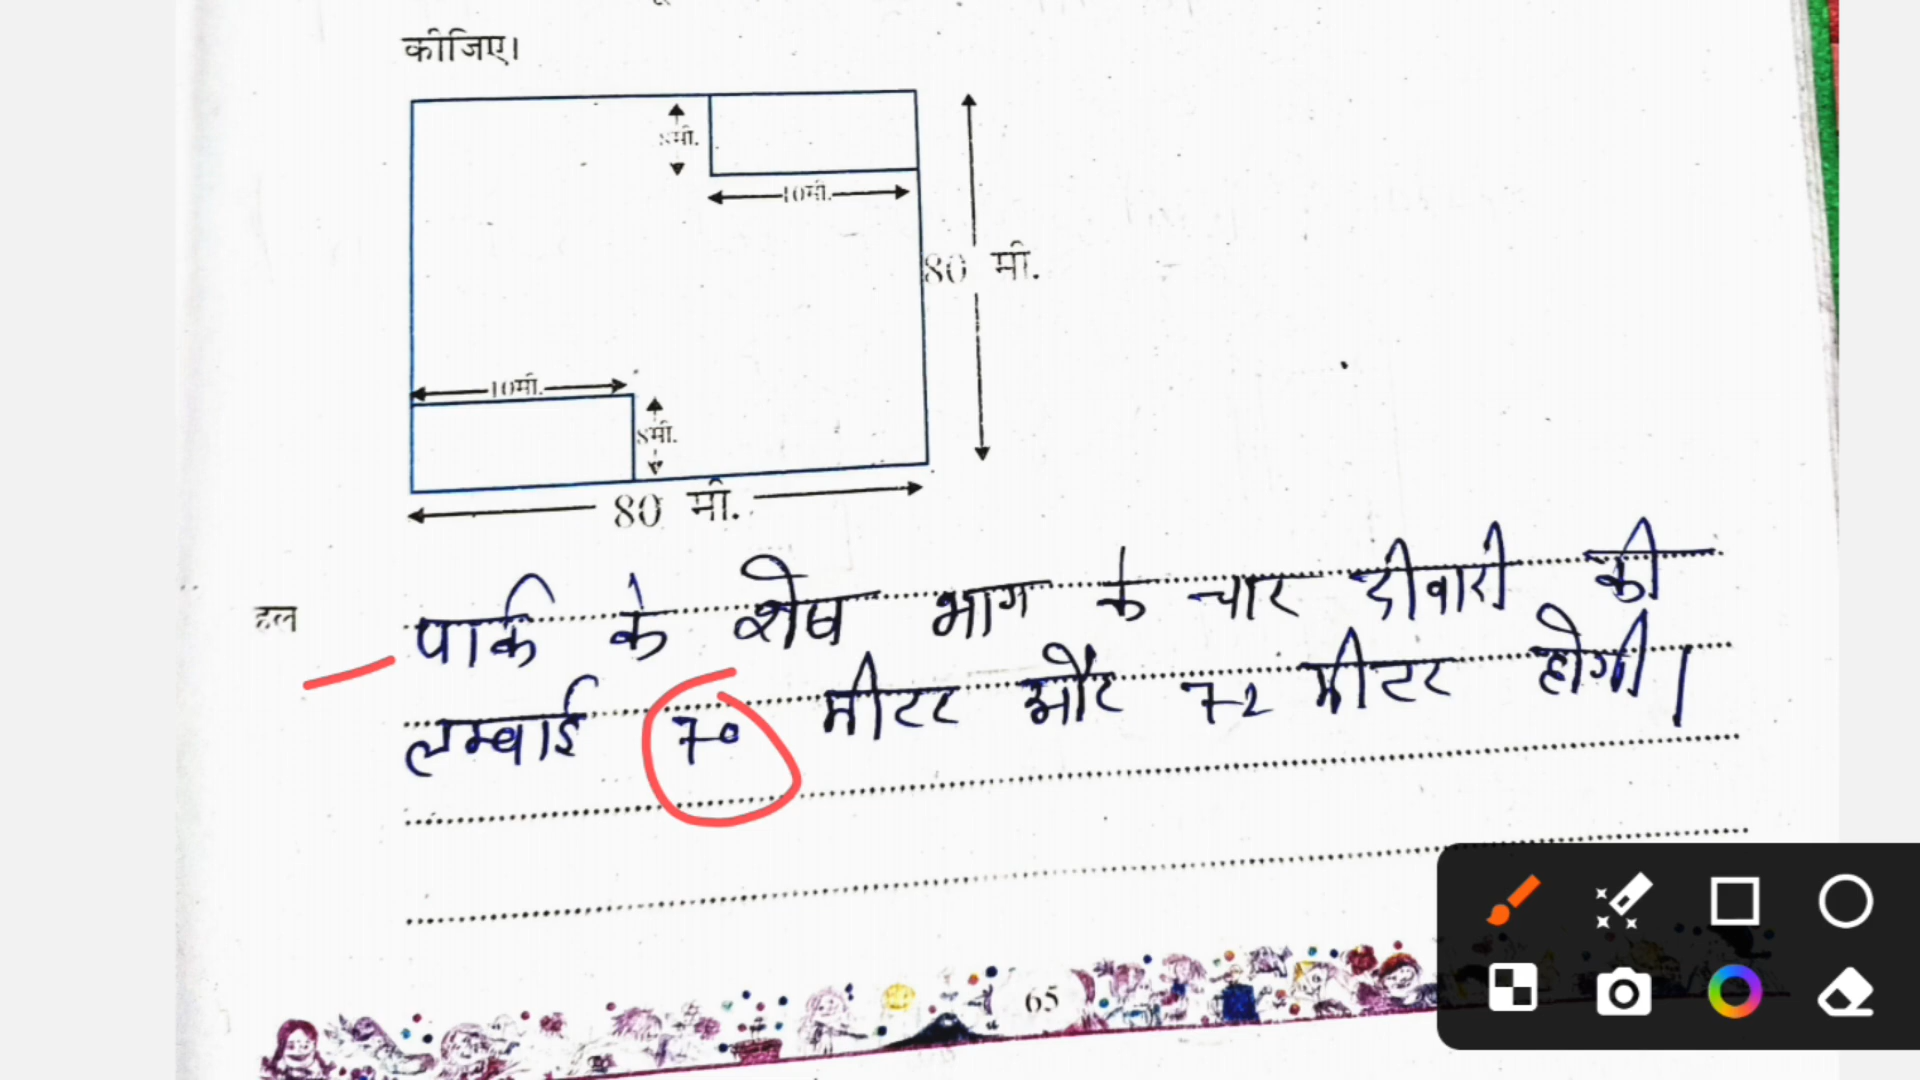 कीजिए।
8मी.
10मी.
80 मी.
10मी.
8मी.
80 मी.
हल
पार्क के शेष भाग के चार दीवारी की
लम्बाई 70 मीटर और 72 मीटर होगी।
65